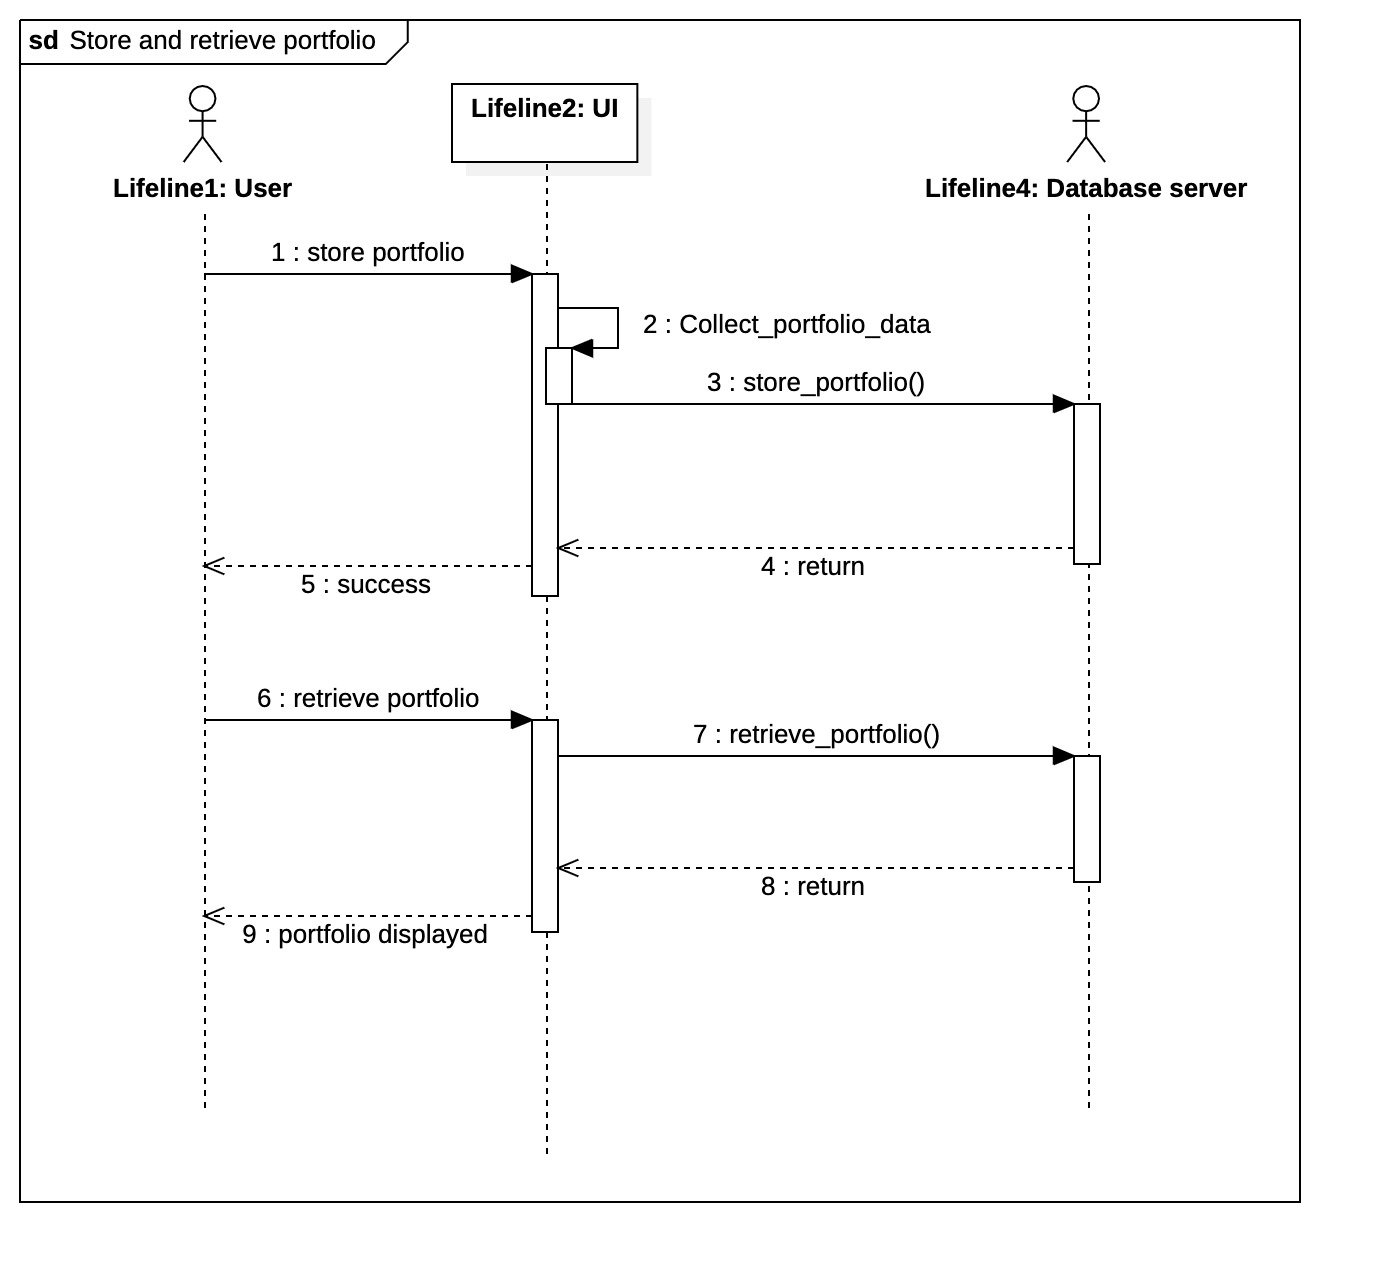 sd Store and retrieve portfolio
Lifeline2: UI
Lifeline1: User
Lifeline4: Database server
1 : store portfolio
2 : Collect_portfolio_data
3 : store_portfolio()
4 : return
5 : success
6 : retrieve portfolio
7 : retrieve_portfolio()
8 : return
9 : portfolio displayed